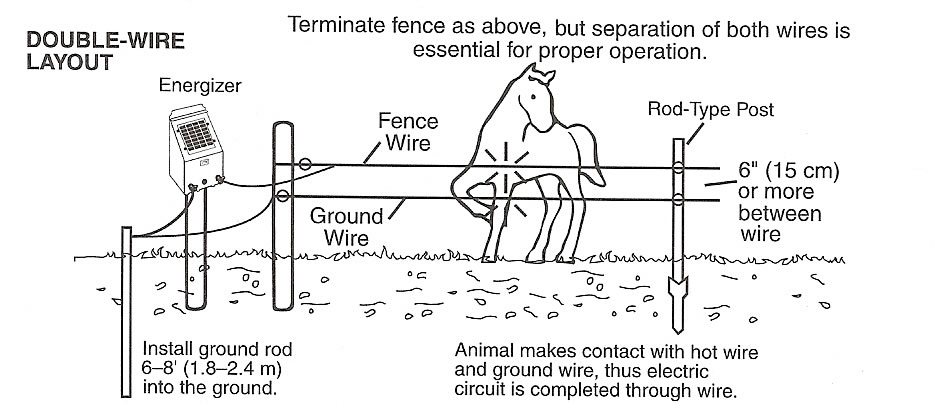 DOUBLE-WIRE
LAYOUT
Terminate fence as above, but separation of both wires is
essential for proper operation.
Energizer
Fence
Wire
Rod-Type Post
6" (15 cm)
or more
between
wire
Ground
Wire
Install ground rod
6–8' (1.8–2.4 m)
into the ground.
Animal makes contact with hot wire
and ground wire, thus electric
circuit is completed through wire.